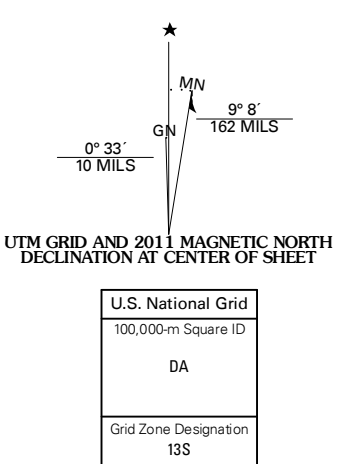 MN
9° 8´
162 MILS
GN
0° 33´
10 MILS
UTM GRID AND 2011 MAGNETIC NORTH
DECLINATION AT CENTER OF SHEET
U.S. National Grid
100,000-m Square ID
DA
Grid Zone Designation
13S